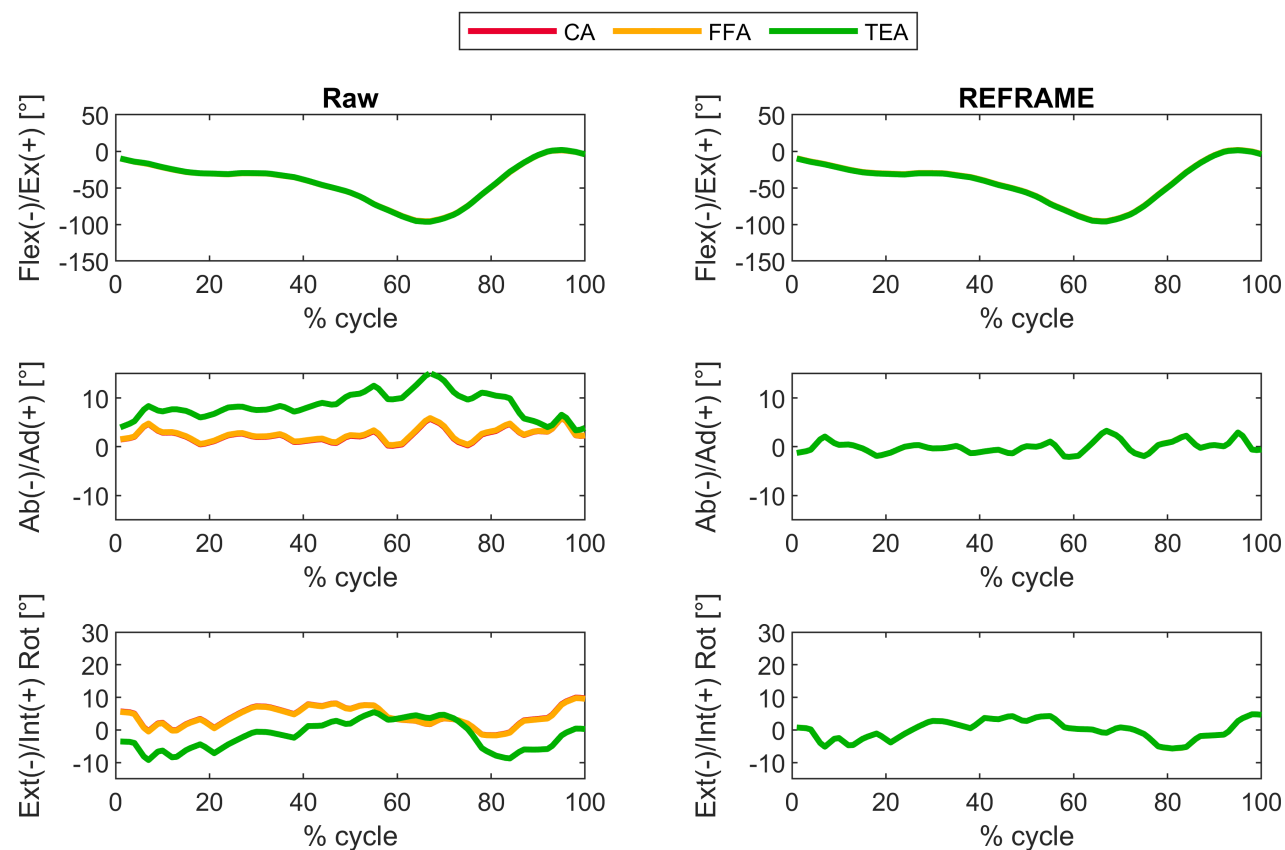 CA FFA TEA
Raw
Flex(-)/Ex(+) [°]
50
0
-50
-100
-150
0 20 40 60 80 100
% cycle
REFRAME
Flex(-)/Ex(+) [°]
50
0
-50
-100
-150
0 20 40 60 80 100
% cycle
Ab(-)/Ad(+) [°]
10
0
-10
0 20 40 60 80 100
% cycle
Ab(-)/Ad(+) [°]
10
0
-10
0 20 40 60 80 100
% cycle
Ext(-)/Int(+) Rot [°]
30
20
10
0
-10
0 20 40 60 80 100
% cycle
Ext(-)/Int(+) Rot [°]
30
20
10
0
-10
0 20 40 60 80 100
% cycle